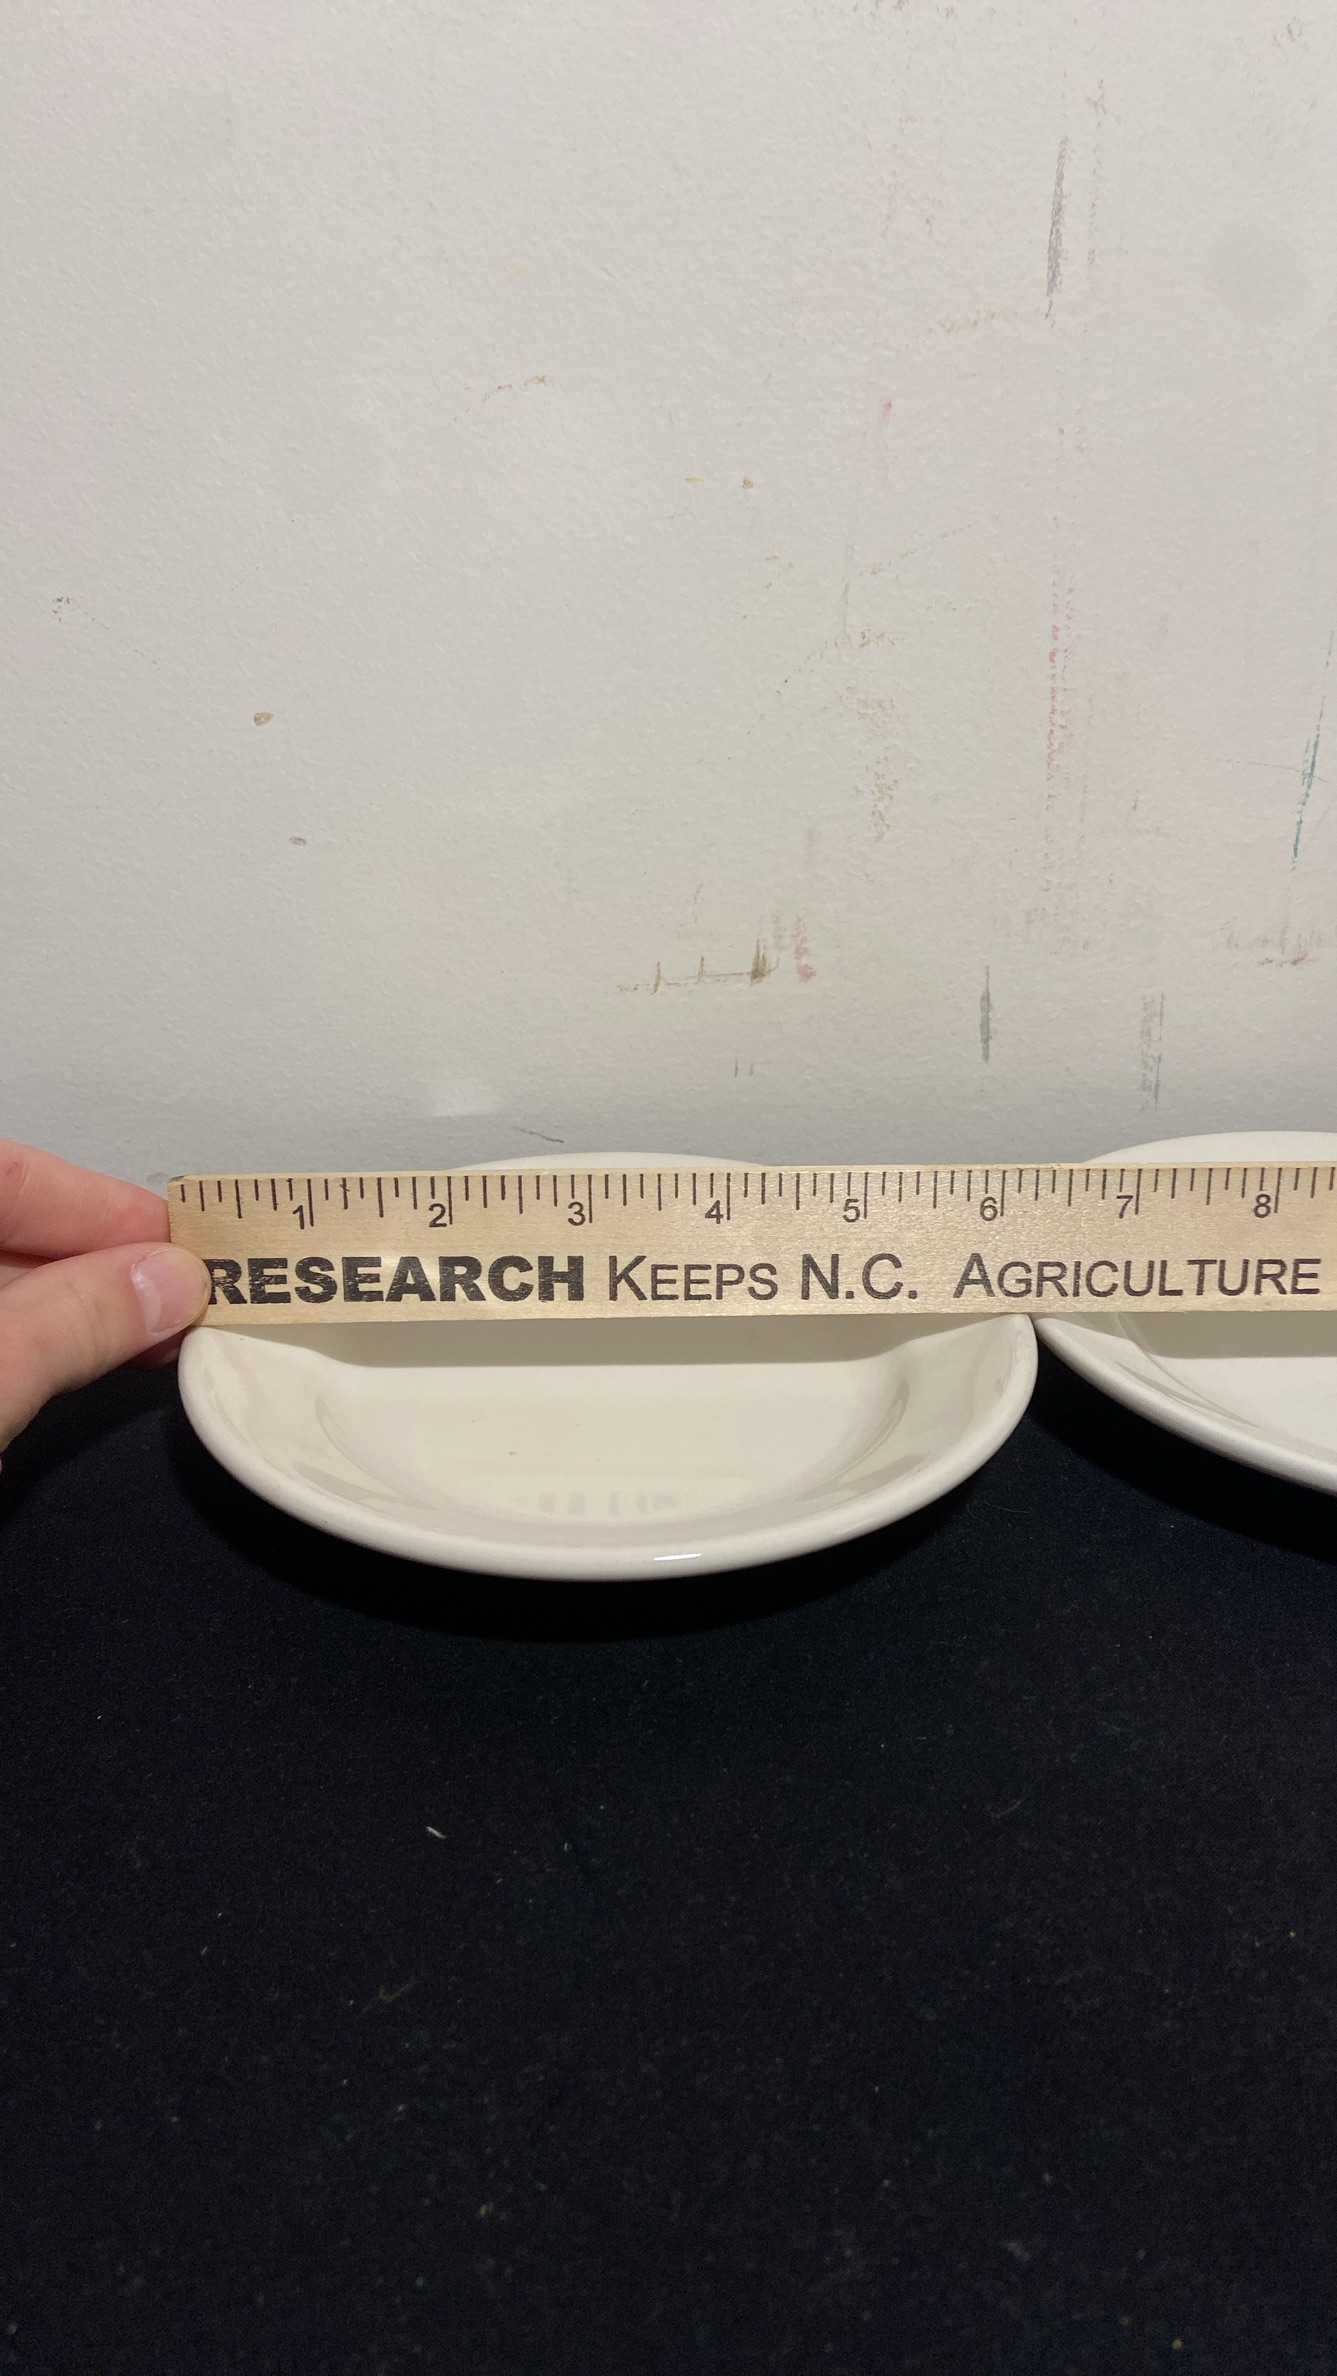 1 2 3 4 5 6 7 8
RESEARCH KEEPS N.C. AGRICULTURE